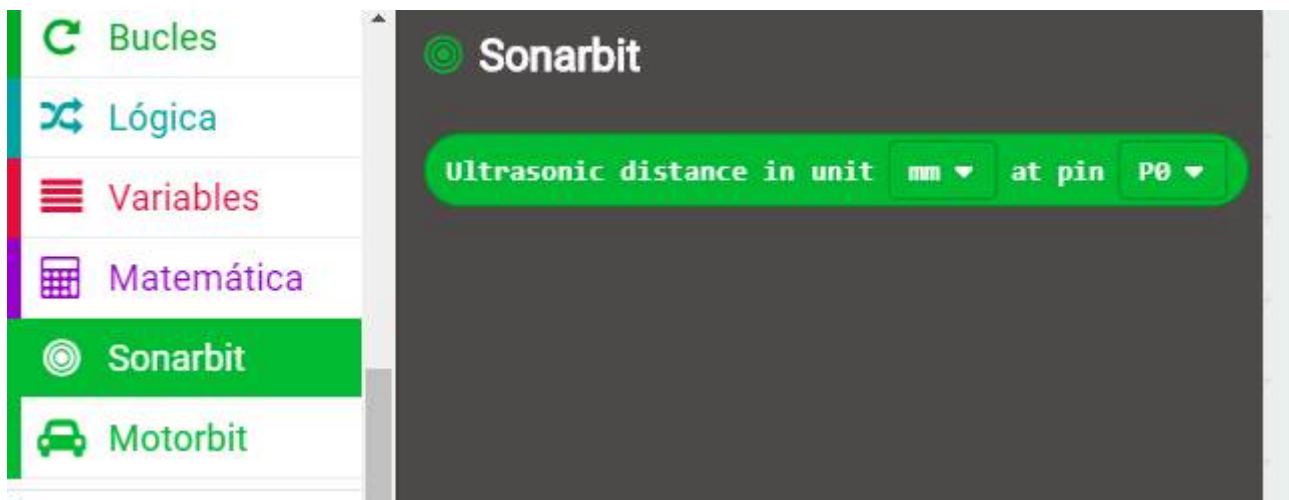 Bucles
Lógica
Variables
Matemática
Sonarbit
Motorbit
Sonarbit
Ultrasonic distance in unit mm at pin P0